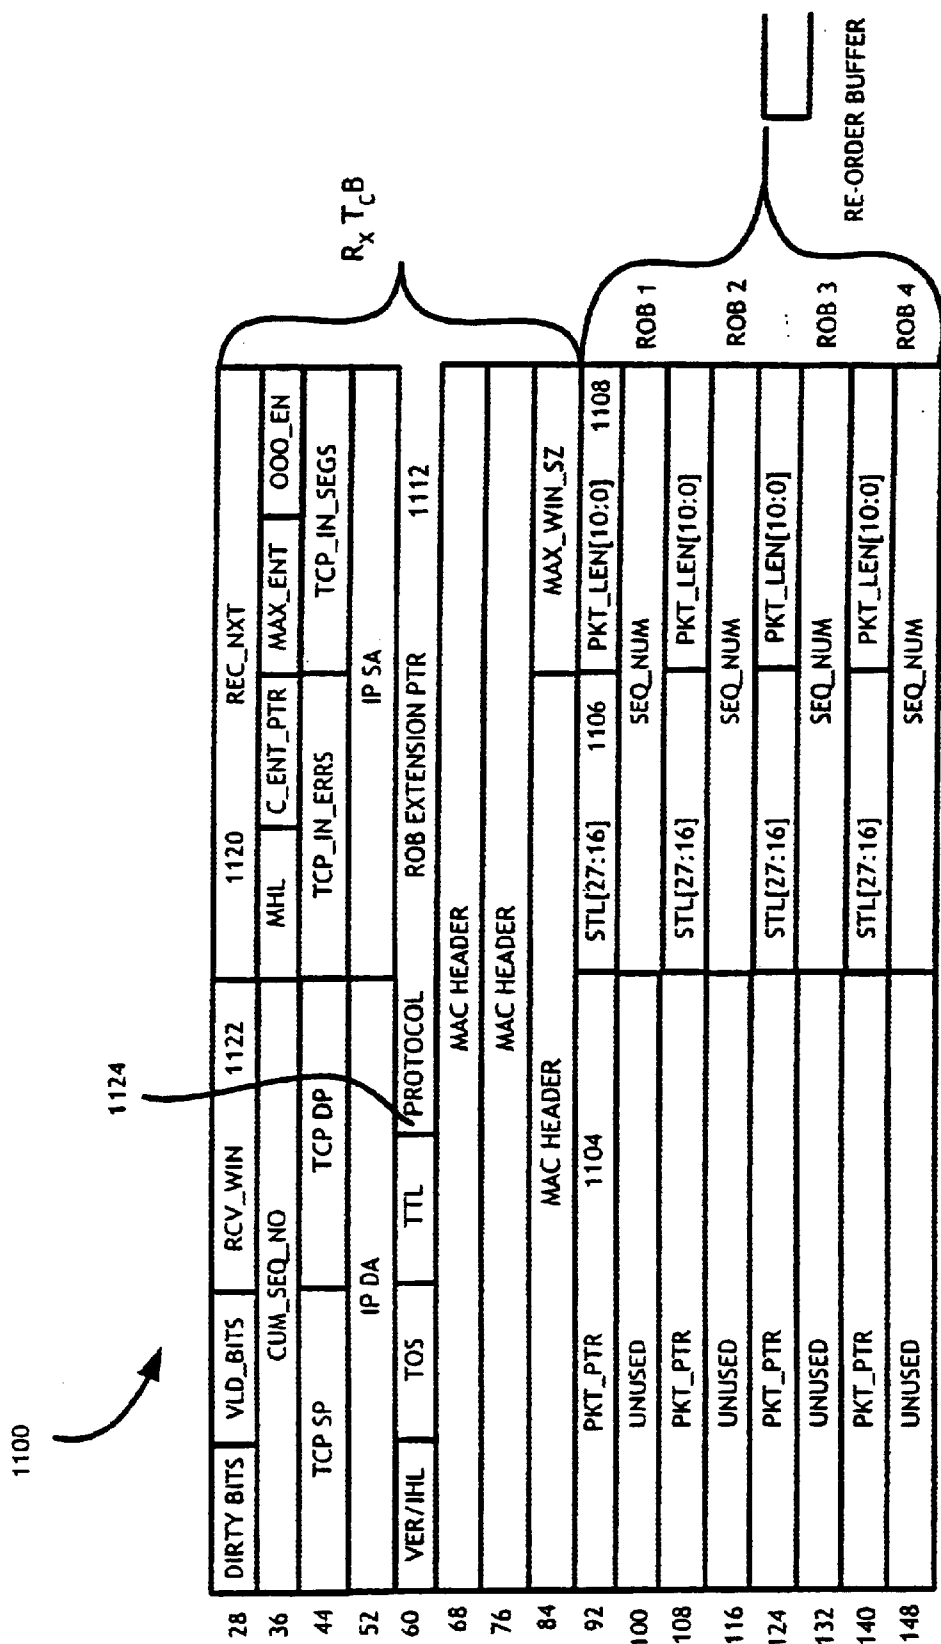 1100
1124
28 DIRTY BITS VLD_BITS RCV_WIN 1122 1120 REC_NXT
36 CUM_SEQ_NO MHL C_ENT_PTR MAX_ENT OOO_EN
44 TCP SP TCP DP TCP_IN_ERRS TCP_IN_SEGS
52 IP DA IP SA
60 VER/IHL TOS TTL PROTOCOL ROB EXTENSION PTR 1112
68 MAC HEADER
76 MAC HEADER
84 MAC HEADER MAX_WIN_SZ
92 PKT_PTR 1104 STL[27:16] 1106 PKT_LEN[10:0] 1108
100 UNUSED SEQ_NUM
108 PKT_PTR STL[27:16] PKT_LEN[10:0]
116 UNUSED SEQ_NUM
124 PKT_PTR STL[27:16] PKT_LEN[10:0]
132 UNUSED SEQ_NUM
140 PKT_PTR STL[27:16] PKT_LEN[10:0]
148 UNUSED SEQ_NUM
Rx TcB
ROB 1
ROB 2
ROB 3
ROB 4
RE-ORDER BUFFER